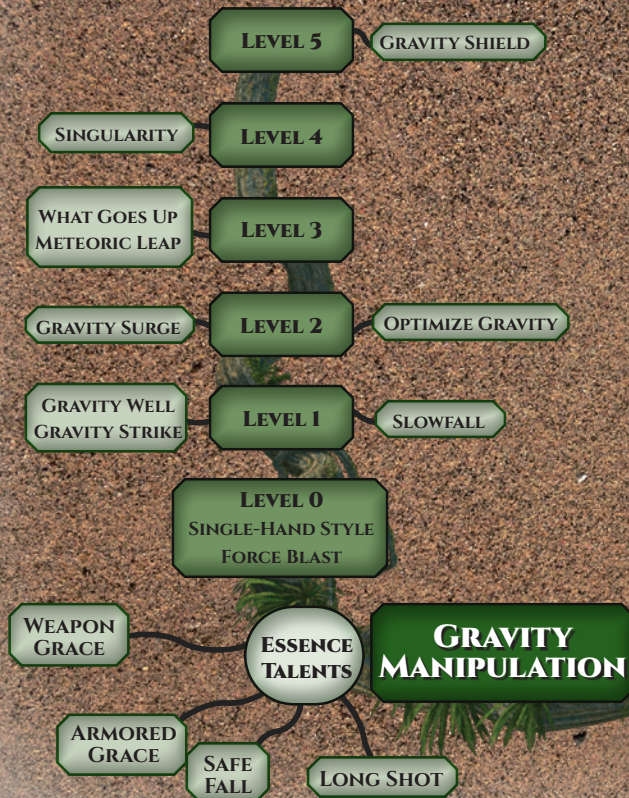 Level 5
Gravity Shield
Singularity
Level 4
What Goes Up
Meteoric Leap
Level 3
Gravity Surge
Level 2
Optimize Gravity
Gravity Well
Gravity Strike
Level 1
Slowfall
Level 0
Single-Hand Style
Force Blast
Weapon
Grace
Essence
Talents
Gravity
Manipulation
Armored
Grace
Safe
Fall
Long Shot